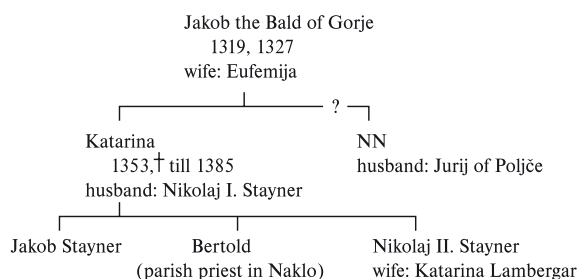 Jakob the Bald of Gorje
1319, 1327
wife: Eufemija
?
Katarina
1353,† till 1385
husband: Nikolaj I. Stayner
NN
husband: Jurij of Poljče
Jakob Stayner
Bertold
(parish priest in Naklo)
Nikolaj II. Stayner
wife: Katarina Lambergar